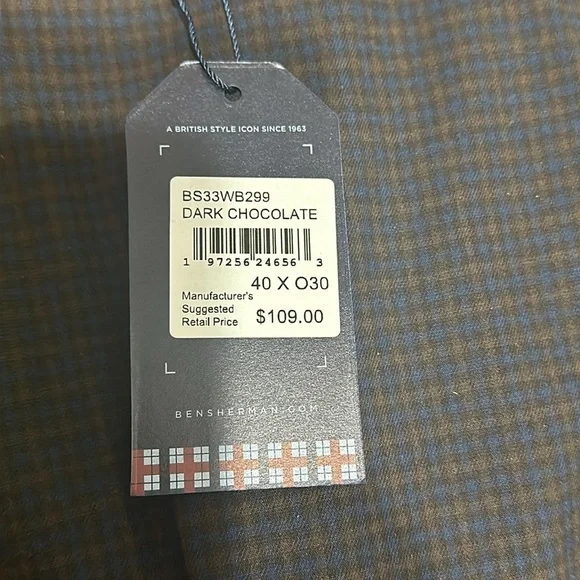 A BRITISH STYLE ICON SINCE 1963
BS33WB299
DARK CHOCOLATE
1 97256 24656 3
40 X O30
Manufacturer's
Suggested
Retail Price $109.00
BENSHERMAN.COM